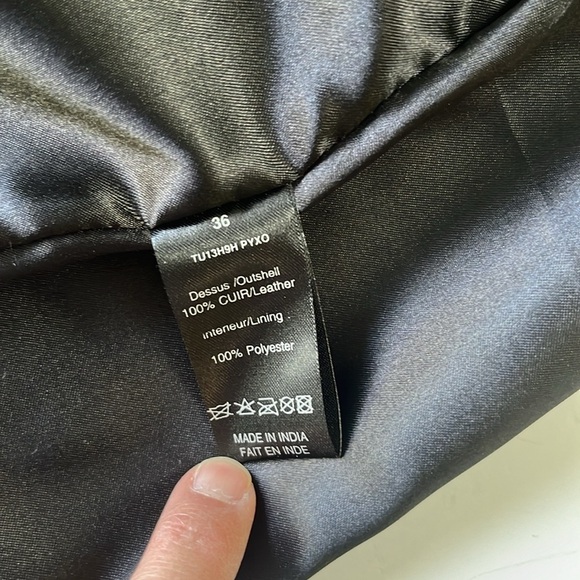 36
TU13H9H PYXO
Dessus /Outshell
100% CUIR/Leather
Interieur/Lining
100% Polyester
MADE IN INDIA
FAIT EN INDE